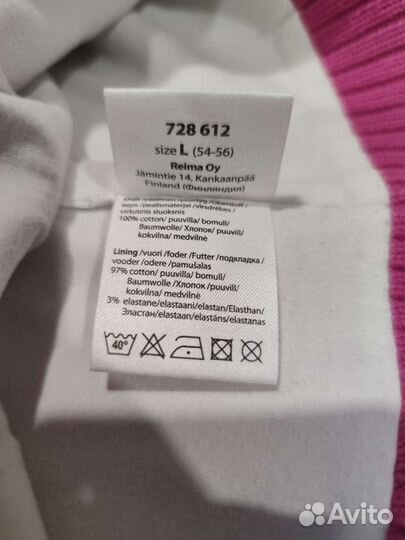 728 612
size L (54-56)
Reima Oy
Jämintie 14, Kankaanpää
Finland (Финляндия)
viršutinis sluoksnis
100% cotton/ puuvilla/ bomull/
Baumwolle/ Хлопок/ puuvill/
kokvilna/ medvilnė
Lining /vuori /foder/Futter /подкладка/
vooder /odere /pamušalas
97% cotton/ puuvilla/ bomull/
Baumwolle/ Хлопок/ puuvill/
kokvilna/ medvilnė
3% elastane/elastaani/elastan/Elasthan/
Эластан/elastaan/elastāns/elastanas
40°
Avito